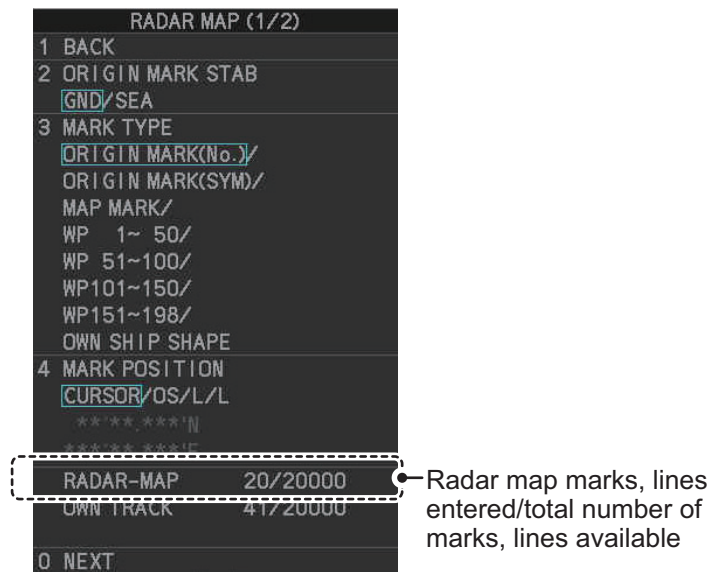 RADAR MAP (1/2)
1 BACK
2 ORIGIN MARK STAB
GND/SEA
3 MARK TYPE
ORIGIN MARK(No.)/
ORIGIN MARK(SYM)/
MAP MARK/
WP 1~ 50/
WP 51~100/
WP101~150/
WP151~198/
OWN SHIP SHAPE
4 MARK POSITION
CURSOR/OS/L/L
**'**.***'N
***'**.***'E
RADAR-MAP 20/20000
OWN TRACK 41/20000
0 NEXT
Radar map marks, lines
entered/total number of
marks, lines available